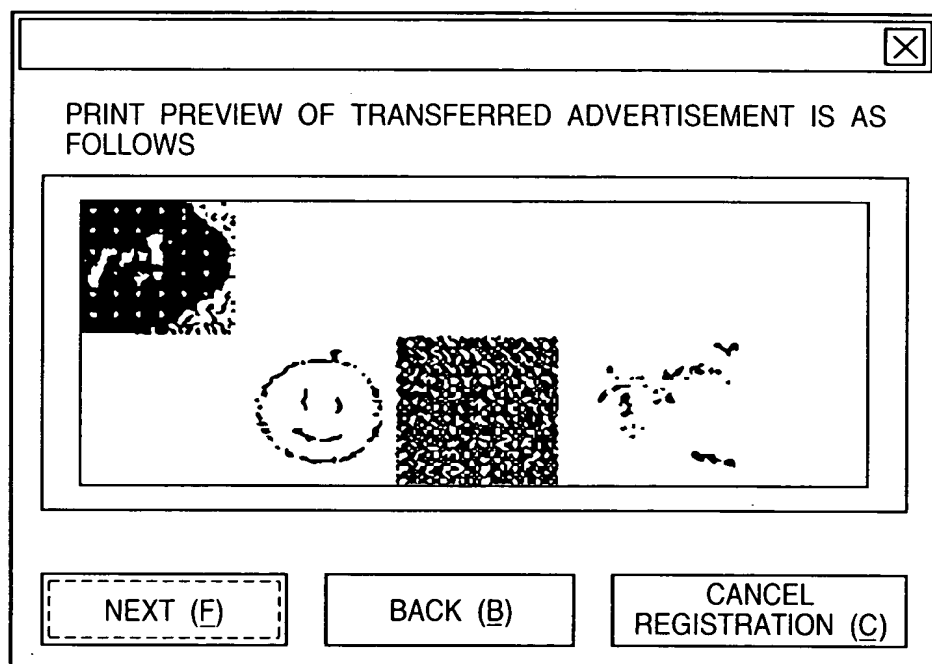 PRINT PREVIEW OF TRANSFERRED ADVERTISEMENT IS AS
FOLLOWS
NEXT (F)
BACK (B)
CANCEL
REGISTRATION (C)